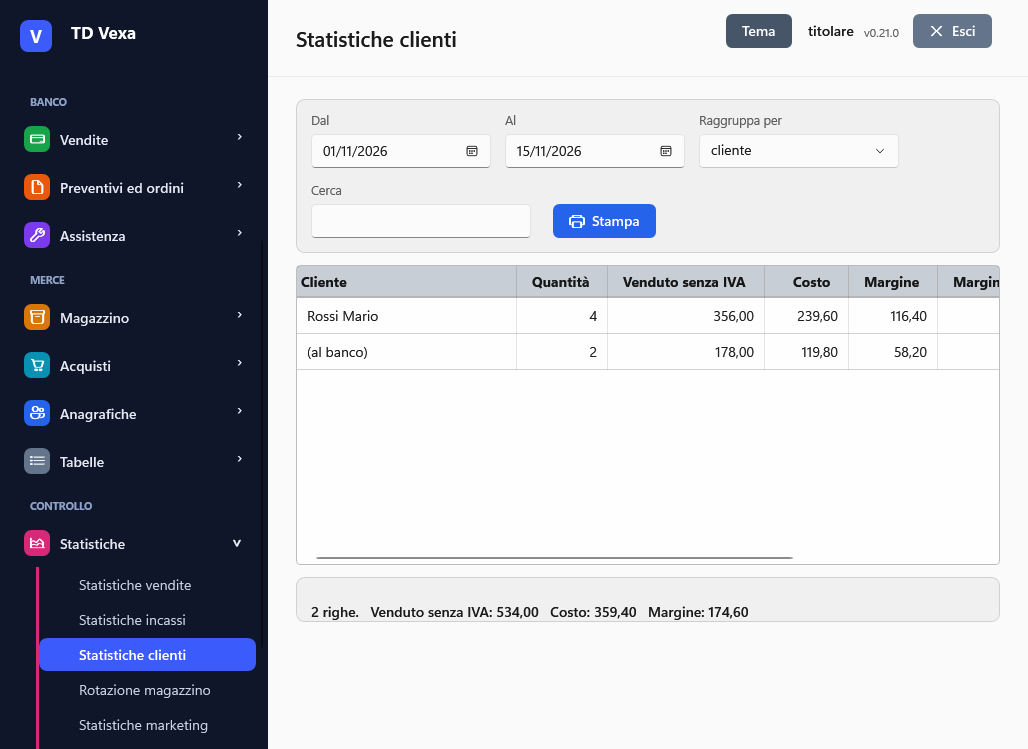 V TD Vexa
BANCO
Vendite
Preventivi ed ordini
Assistenza
MERCE
Magazzino
Acquisti
Anagrafiche
Tabelle
CONTROLLO
Statistiche
Statistiche vendite
Statistiche incassi
Statistiche clienti
Rotazione magazzino
Statistiche marketing
Statistiche clienti Tema titolare v0.21.0 Esci
Dal Al Raggruppa per
01/11/2026 15/11/2026 cliente
Cerca
Stampa
Cliente Quantità Venduto senza IVA Costo Margine Margin
Rossi Mario 4 356,00 239,60 116,40
(al banco) 2 178,00 119,80 58,20
2 righe. Venduto senza IVA: 534,00 Costo: 359,40 Margine: 174,60